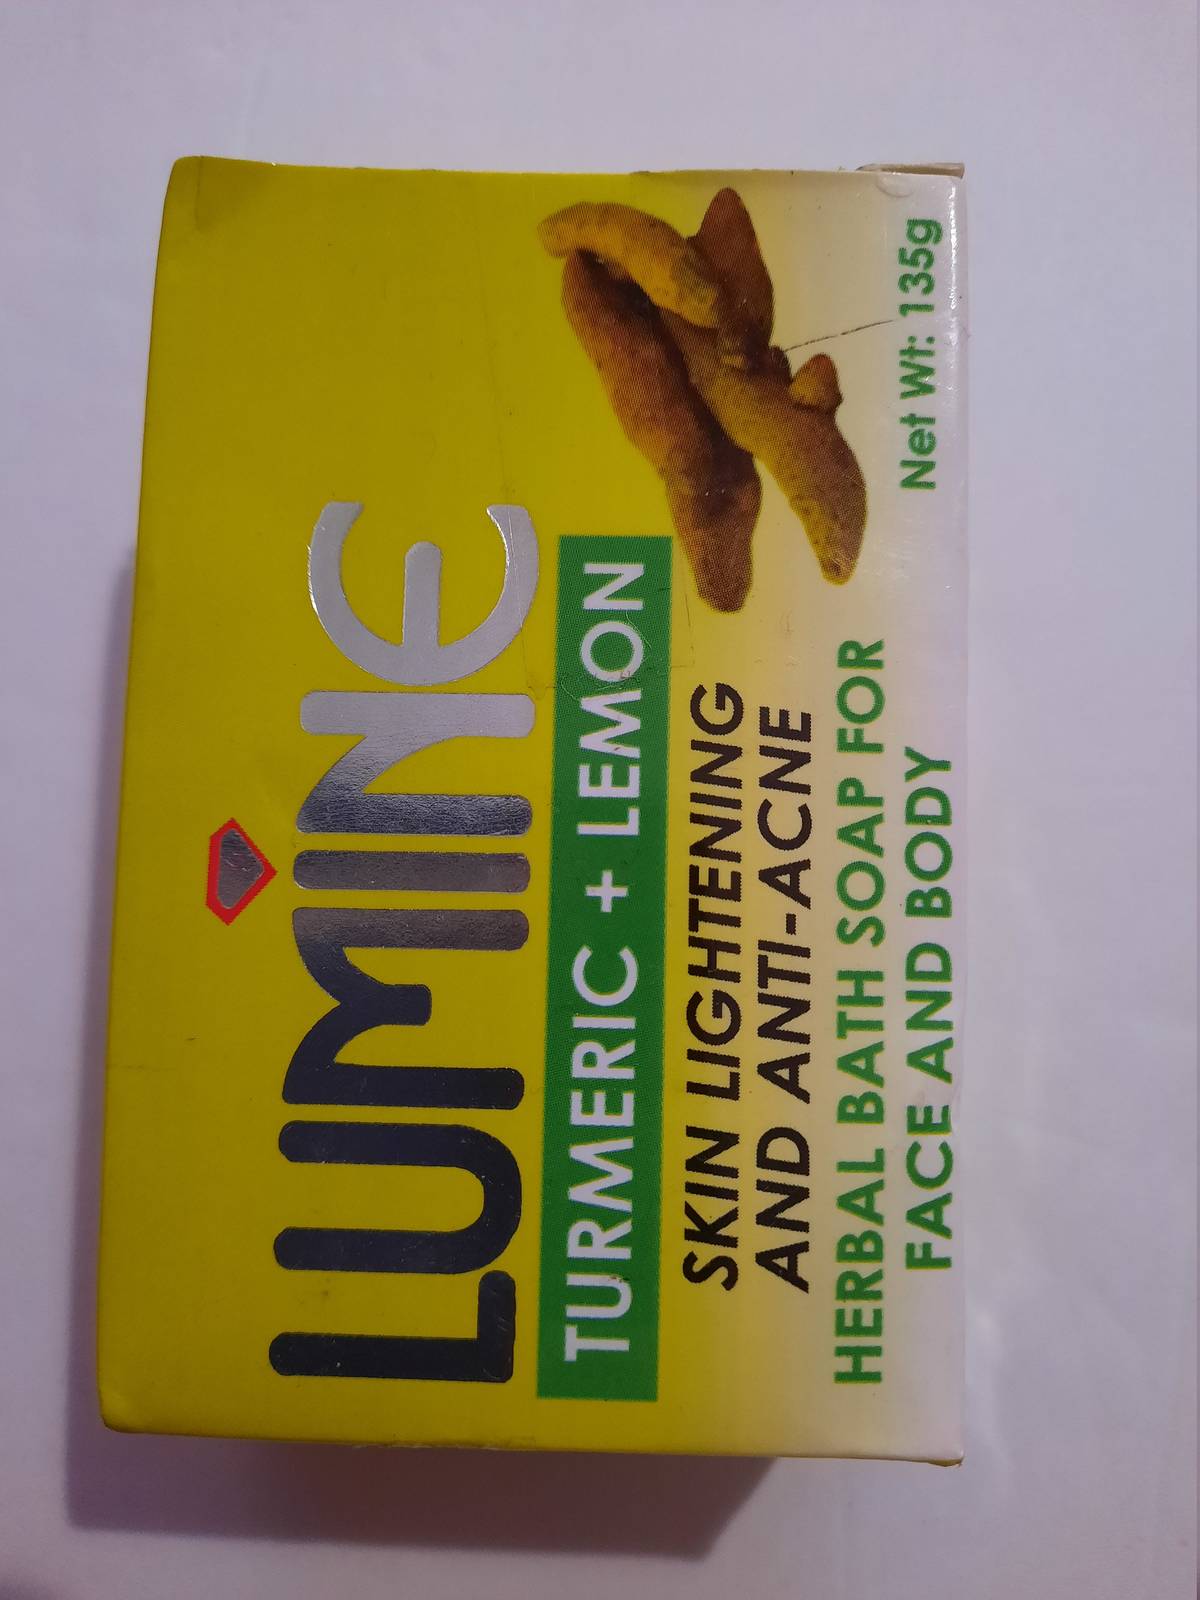 LUMINE
TURMERIC + LEMON
SKIN LIGHTENING
AND ANTI-ACNE
HERBAL BATH SOAP FOR
FACE AND BODY
Net Wt: 135g